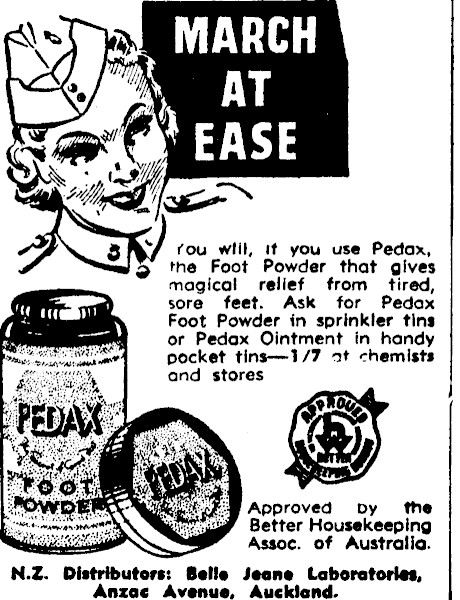 MARCH
AT
EASE
You will, if you use Pedax,
the Foot Powder that gives
magical relief from tired,
sore feet. Ask for Pedax
Foot Powder in sprinkler tins
or Pedax Ointment in handy
pocket tins—1/7 at chemists
and stores
PEDAX
FOOT
POWDER
PEDAX
APPROVED
BETTER
HOUSEKEEPING
Approved by the
Better Housekeeping
Assoc. of Australia.
N.Z. Distributors: Belle Jeane Laboratories,
Anzac Avenue, Auckland.